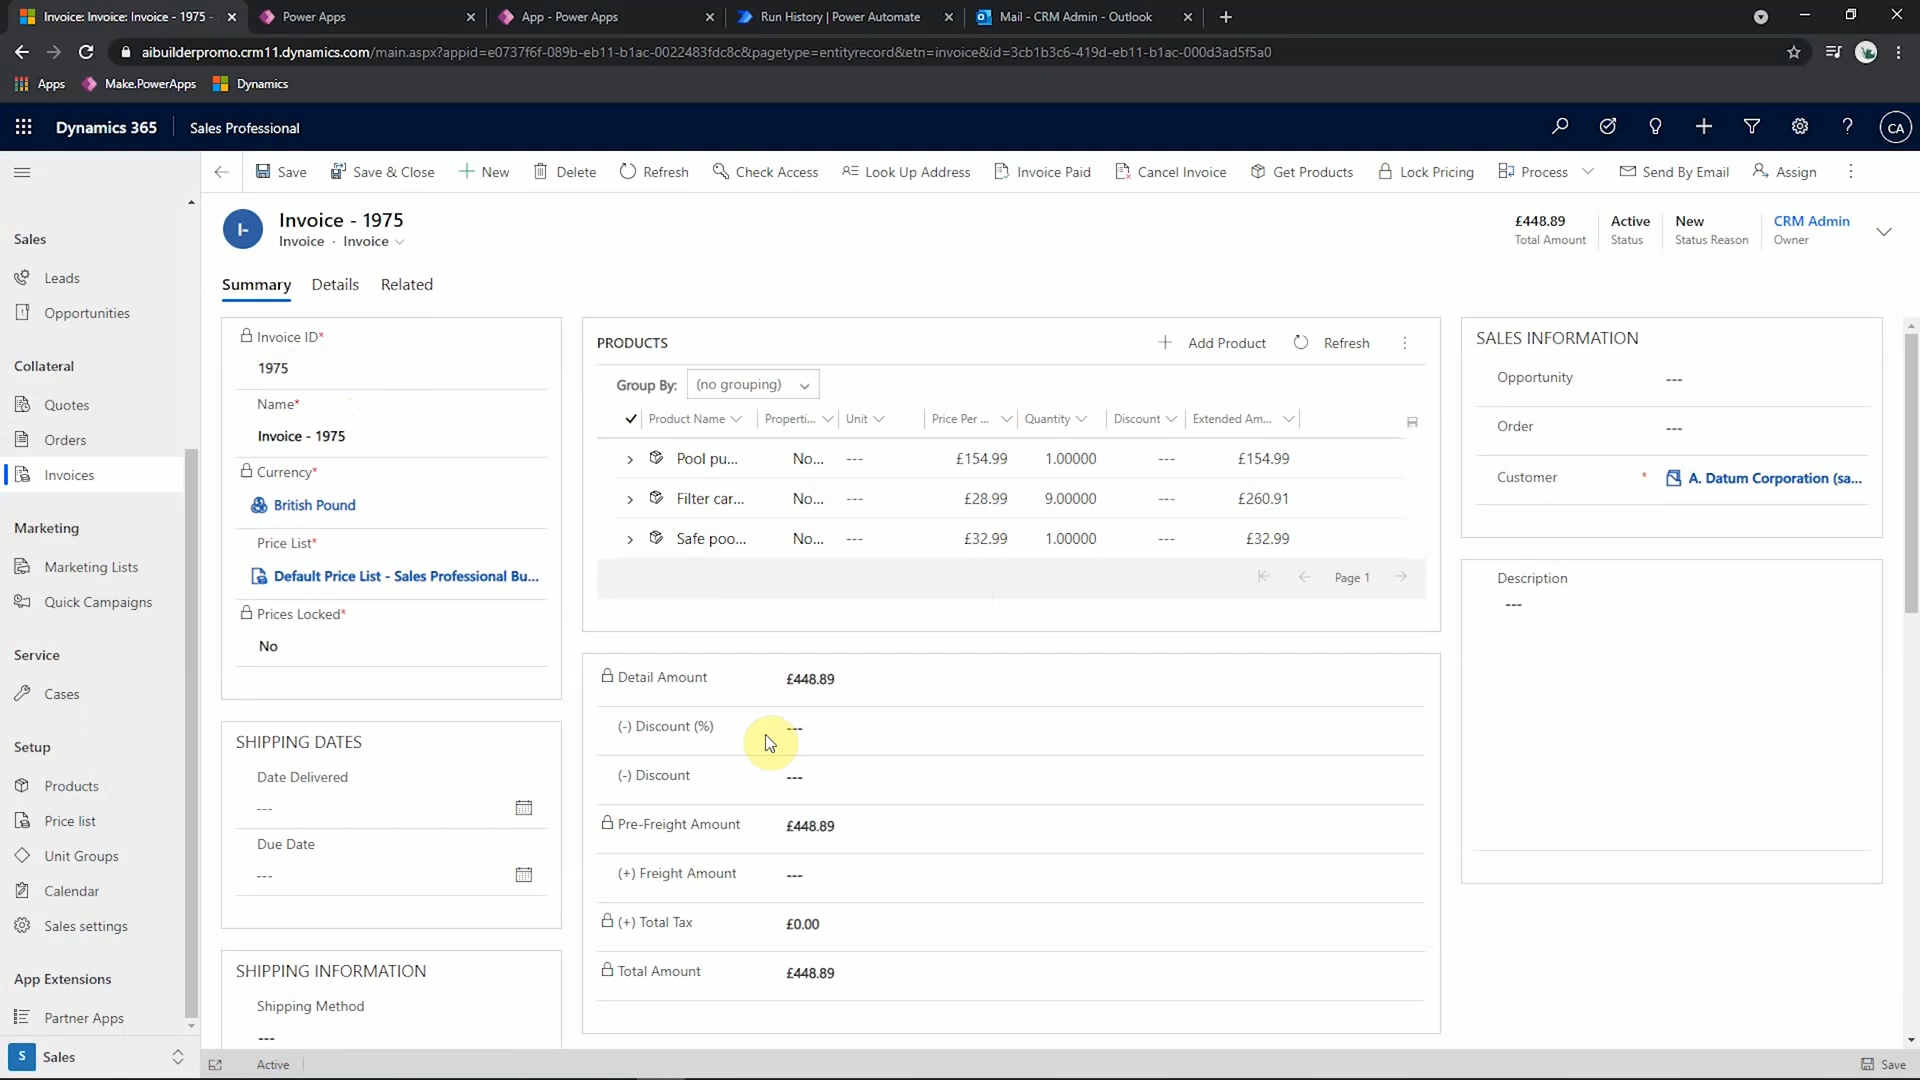 Invoice: Invoice: Invoice - 1975 -
Power Apps
App - Power Apps
Run History | Power Automate
Mail - CRM Admin - Outlook
aibuilderpromo.crm11.dynamics.com/main.aspx?appid=e0737f6f-089b-eb11-b1ac-0022483fdc8c&pagetype=entityrecord&etn=invoice&id=3cb1b3c6-419d-eb11-b1ac-000d3ad5f5a0
Apps
Make.PowerApps
Dynamics
Dynamics 365
Sales Professional
CA
Save
Save & Close
New
Delete
Refresh
Check Access
Look Up Address
Invoice Paid
Cancel Invoice
Get Products
Lock Pricing
Process
Send By Email
Assign
Sales
Leads
Opportunities
Collateral
Quotes
Orders
Invoices
Marketing
Marketing Lists
Quick Campaigns
Service
Cases
Setup
Products
Price list
Unit Groups
Calendar
Sales settings
App Extensions
Partner Apps
S
Sales
I-
Invoice - 1975
Invoice · Invoice
£448.89
Total Amount
Active
Status
New
Status Reason
CRM Admin
Owner
Summary
Details
Related
Invoice ID*
1975
Name*
Invoice - 1975
Currency*
British Pound
Price List*
Default Price List - Sales Professional Bu...
Prices Locked*
No
SHIPPING DATES
Date Delivered
---
Due Date
---
SHIPPING INFORMATION
Shipping Method
---
PRODUCTS
Add Product
Refresh
Group By:
(no grouping)
Product Name
Properti...
Unit
Price Per ...
Quantity
Discount
Extended Am...
Pool pu... No... --- £154.99 1.00000 --- £154.99
Filter car... No... --- £28.99 9.00000 --- £260.91
Safe poo... No... --- £32.99 1.00000 --- £32.99
Page 1
Detail Amount £448.89
(-) Discount (%) ---
(-) Discount ---
Pre-Freight Amount £448.89
(+) Freight Amount ---
(+) Total Tax £0.00
Total Amount £448.89
SALES INFORMATION
Opportunity ---
Order ---
Customer * A. Datum Corporation (sa...
Description
---
Active
Save